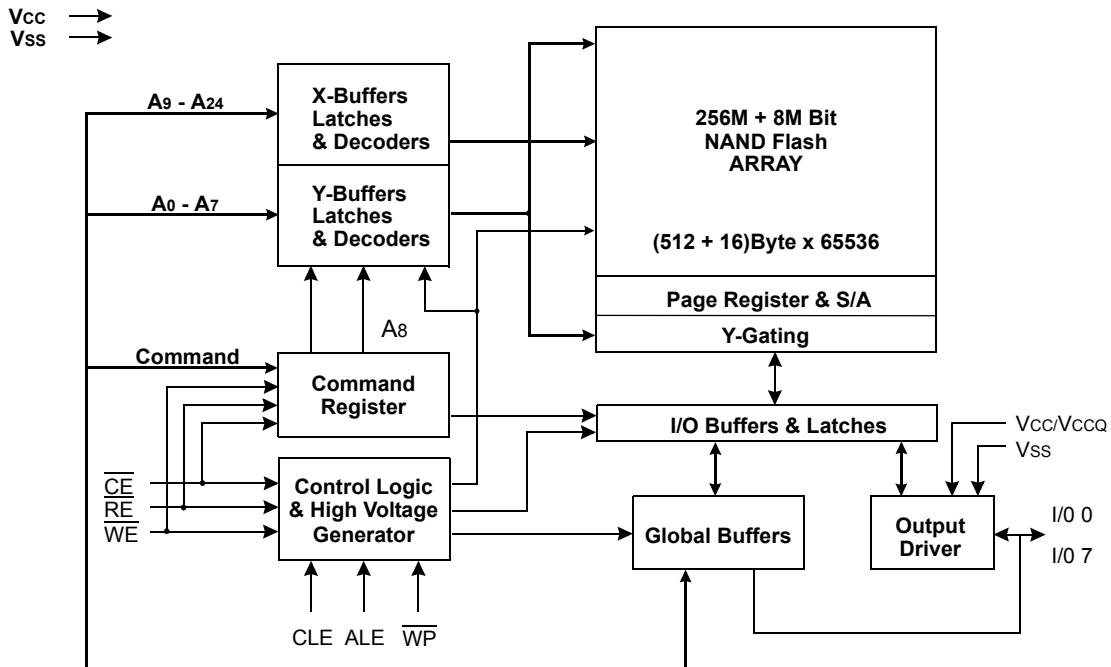 VCC
VSS
A9 - A24
X-Buffers
Latches
& Decoders
256M + 8M Bit
NAND Flash
ARRAY
A0 - A7
Y-Buffers
Latches
& Decoders
(512 + 16)Byte x 65536
Page Register & S/A
A8
Y-Gating
Command
Command
Register
I/O Buffers & Latches
VCC/VCCQ
VSS
CE
RE
WE
Control Logic
& High Voltage
Generator
Global Buffers
Output
Driver
I/0 0
I/0 7
CLE
ALE
WP